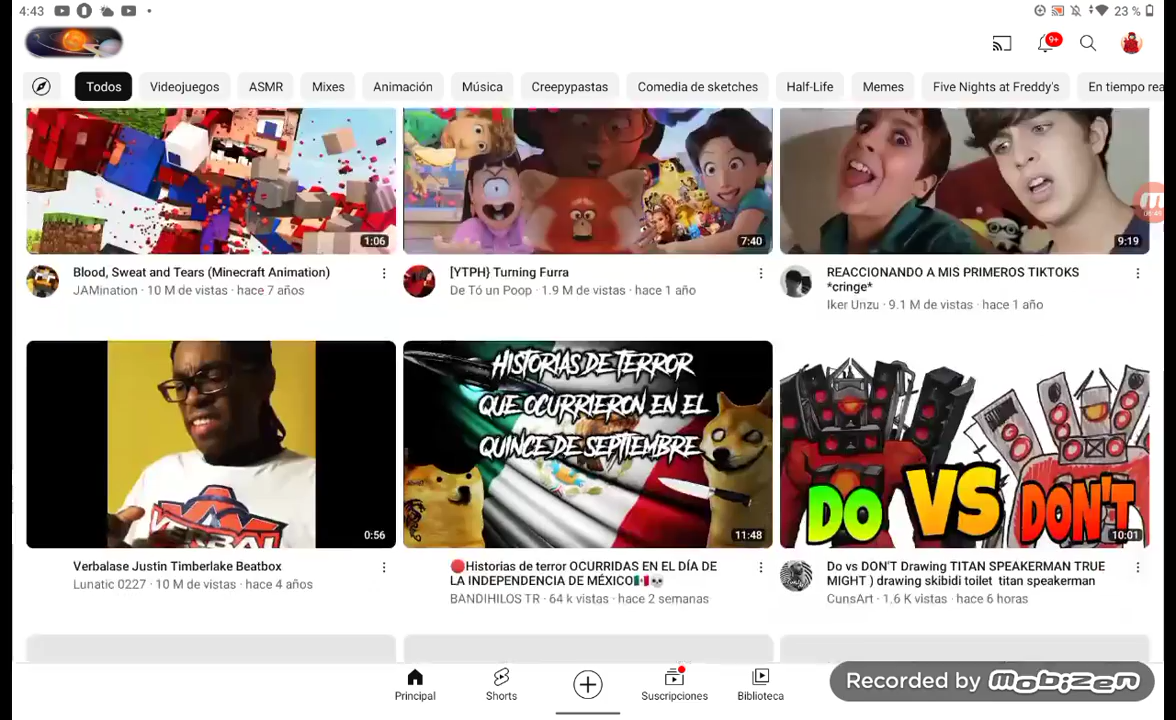 4:43
23 %
9+
Todos
Videojuegos
ASMR
Mixes
Animación
Música
Creepypastas
Comedia de sketches
Half-Life
Memes
Five Nights at Freddy's
En tiempo rea
1:06
7:40
9:19
Blood, Sweat and Tears (Minecraft Animation)
JAMination · 10 M de vistas · hace 7 años
[YTPH} Turning Furra
De Tó un Poop · 1.9 M de vistas · hace 1 año
REACCIONANDO A MIS PRIMEROS TIKTOKS
*cringe*
Iker Unzu · 9.1 M de vistas · hace 1 año
HISTORIAS DE TERROR
QUE OCURRIERON EN EL
QUINCE DE SEPTIEMBRE
DO VS DON'T
0:56
11:48
10:01
Verbalase Justin Timberlake Beatbox
Lunatic 0227 · 10 M de vistas · hace 4 años
🔴Historias de terror OCURRIDAS EN EL DÍA DE
LA INDEPENDENCIA DE MÉXICO🇲🇽💀
BANDIHILOS TR · 64 k vistas · hace 2 semanas
Do vs DON'T Drawing TITAN SPEAKERMAN TRUE
MIGHT ) drawing skibidi toilet titan speakerman
CunsArt · 1.6 K vistas · hace 6 horas
Principal
Shorts
Suscripciones
Biblioteca
Recorded by mobizen